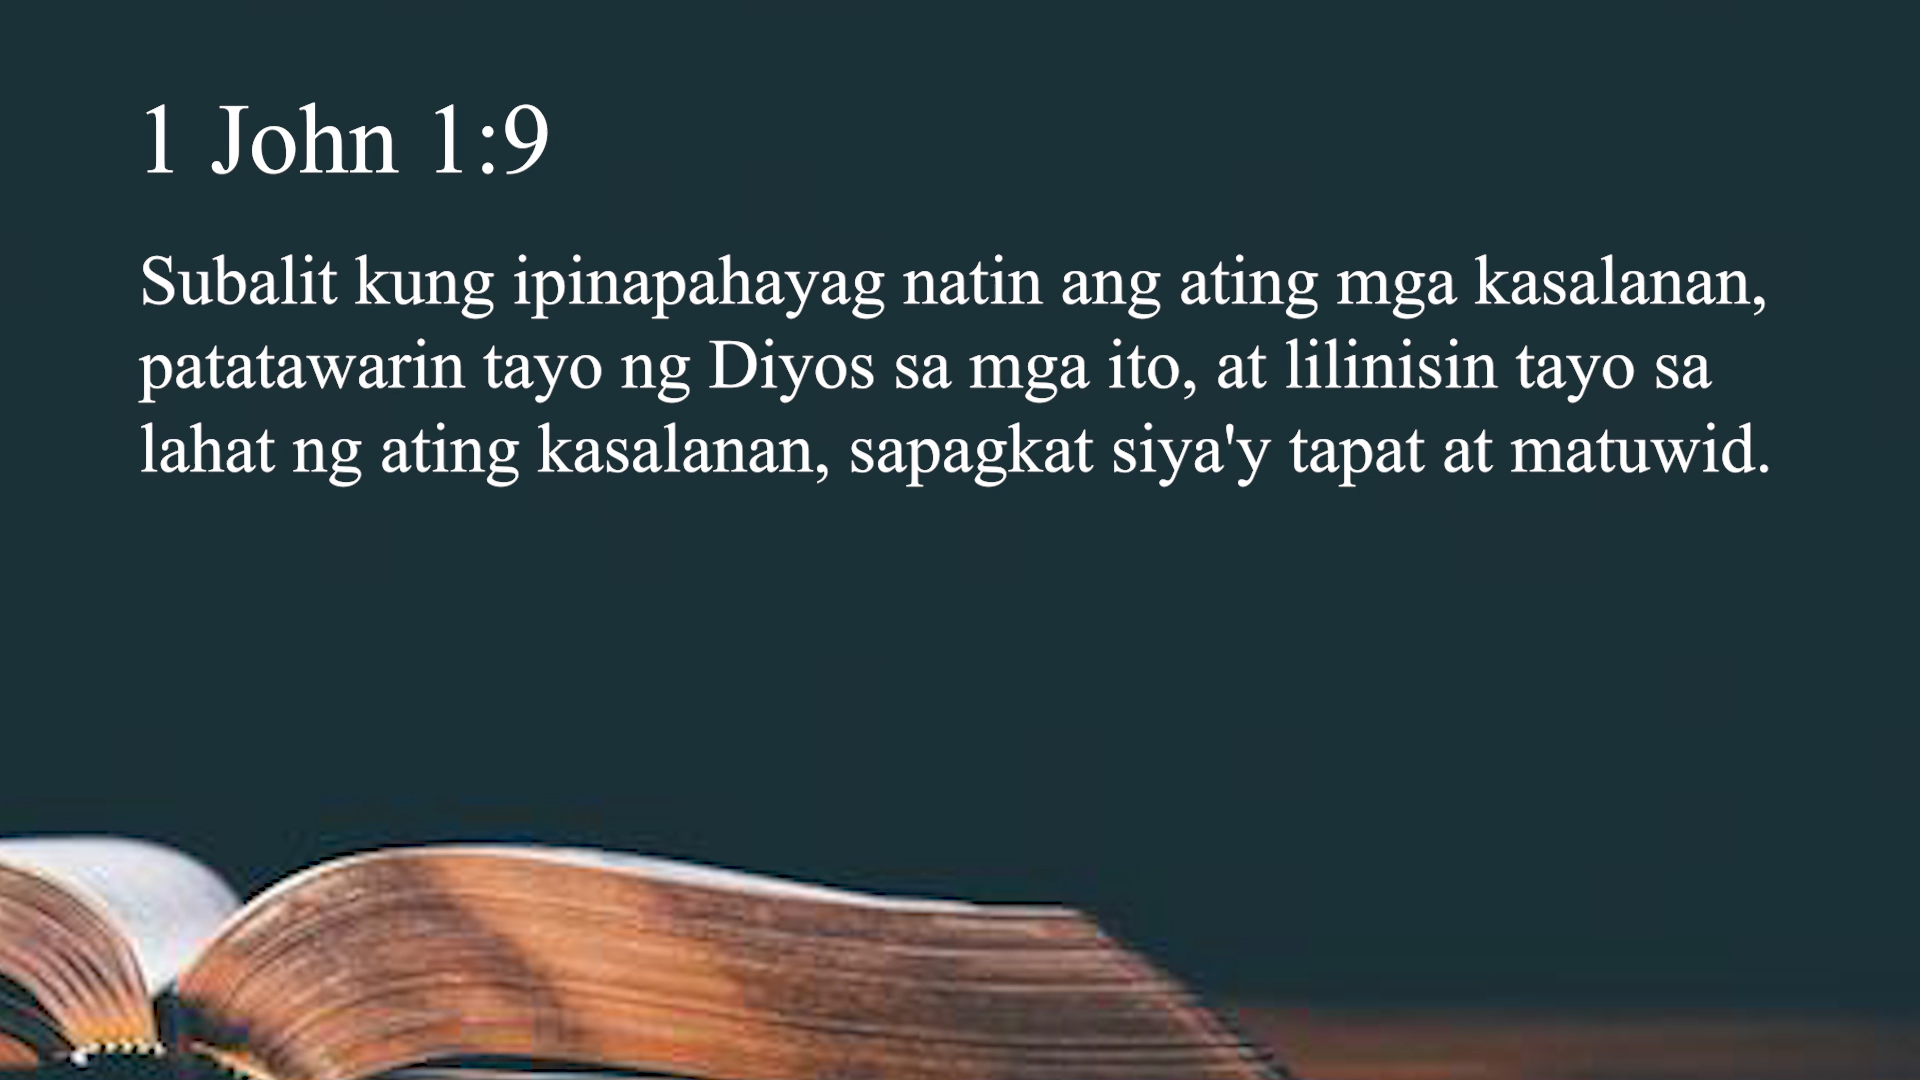 1 John 1:9
Subalit kung ipinapahayag natin ang ating mga kasalanan,
patatawarin tayo ng Diyos sa mga ito, at lilinisin tayo sa
lahat ng ating kasalanan, sapagkat siya'y tapat at matuwid.